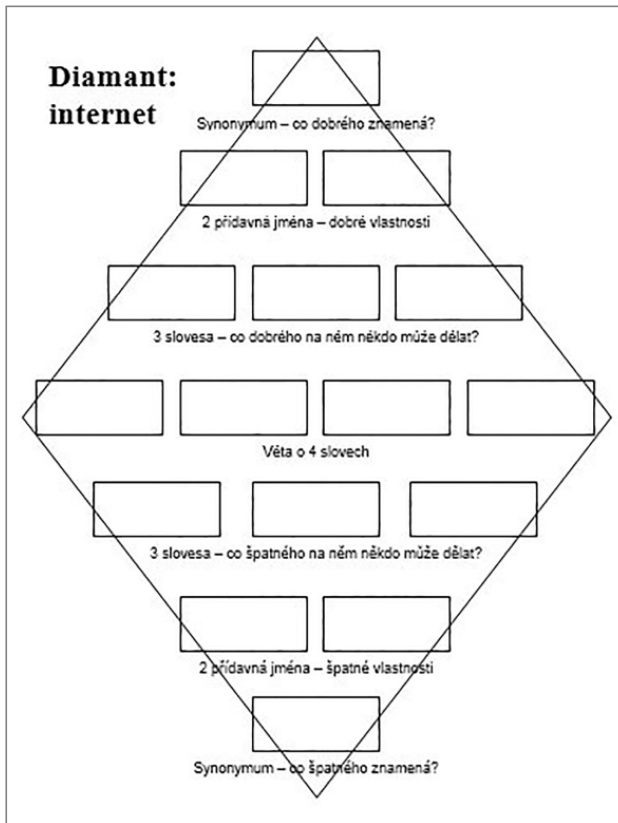 Diamant:
internet
Synonymum – co dobrého znamená?
2 přídavná jména – dobré vlastnosti
3 slovesa – co dobrého na něm někdo může dělat?
Věta o 4 slovech
3 slovesa – co špatného na něm někdo může dělat?
2 přídavná jména – špatné vlastnosti
Synonymum – co špatného znamená?